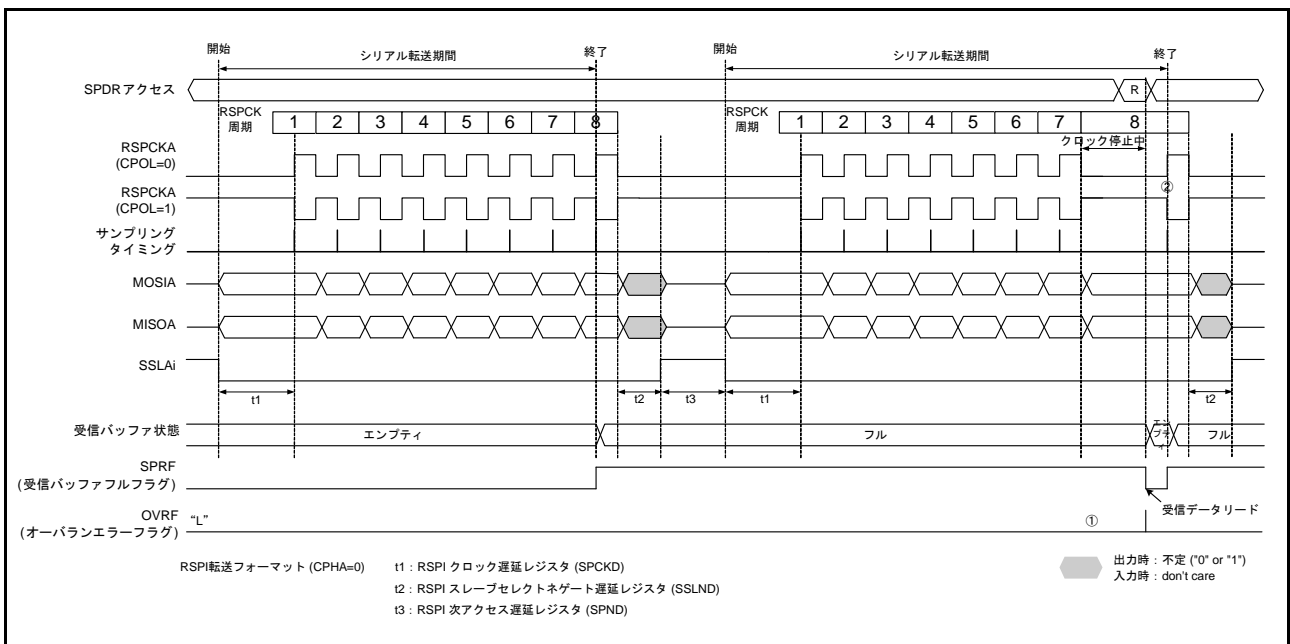 開始 シリアル転送期間 終了 開始 シリアル転送期間 終了
SPDRアクセス R
RSPCK 周期 1 2 3 4 5 6 7 8 RSPCK 周期 1 2 3 4 5 6 7 8
クロック停止中
RSPCKA
(CPOL=0)
RSPCKA
(CPOL=1) ②
サンプリング
タイミング
MOSIA
MISOA
SSLAi
t1 t2 t3 t1 t2
受信バッファ状態 エンプティ フル エンプティ フル
SPRF
(受信バッファフルフラグ)
受信データリード
OVRF "L" ①
(オーバランエラーフラグ)
RSPI転送フォーマット (CPHA=0) t1:RSPI クロック遅延レジスタ (SPCKD)
t2:RSPI スレーブセレクトネゲート遅延レジスタ (SSLND)
t3:RSPI 次アクセス遅延レジスタ (SPND)
出力時:不定 ("0" or "1")
入力時:don't care